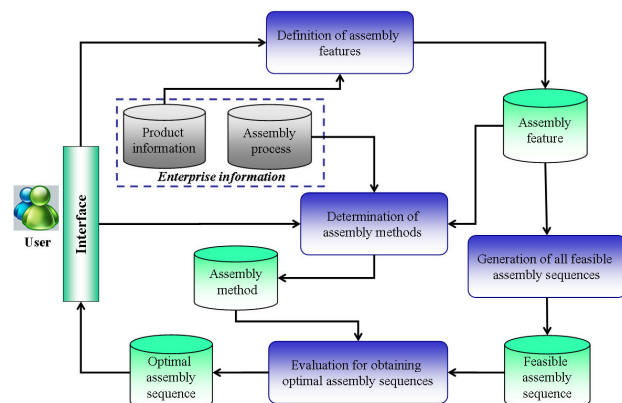 Definition of assembly
features
Product
information
Assembly
process
Enterprise information
Assembly
feature
User
Interface
Determination of
assembly methods
Generation of all feasible
assembly sequences
Assembly
method
Optimal
assembly
sequence
Evaluation for obtaining
optimal assembly sequences
Feasible
assembly
sequence